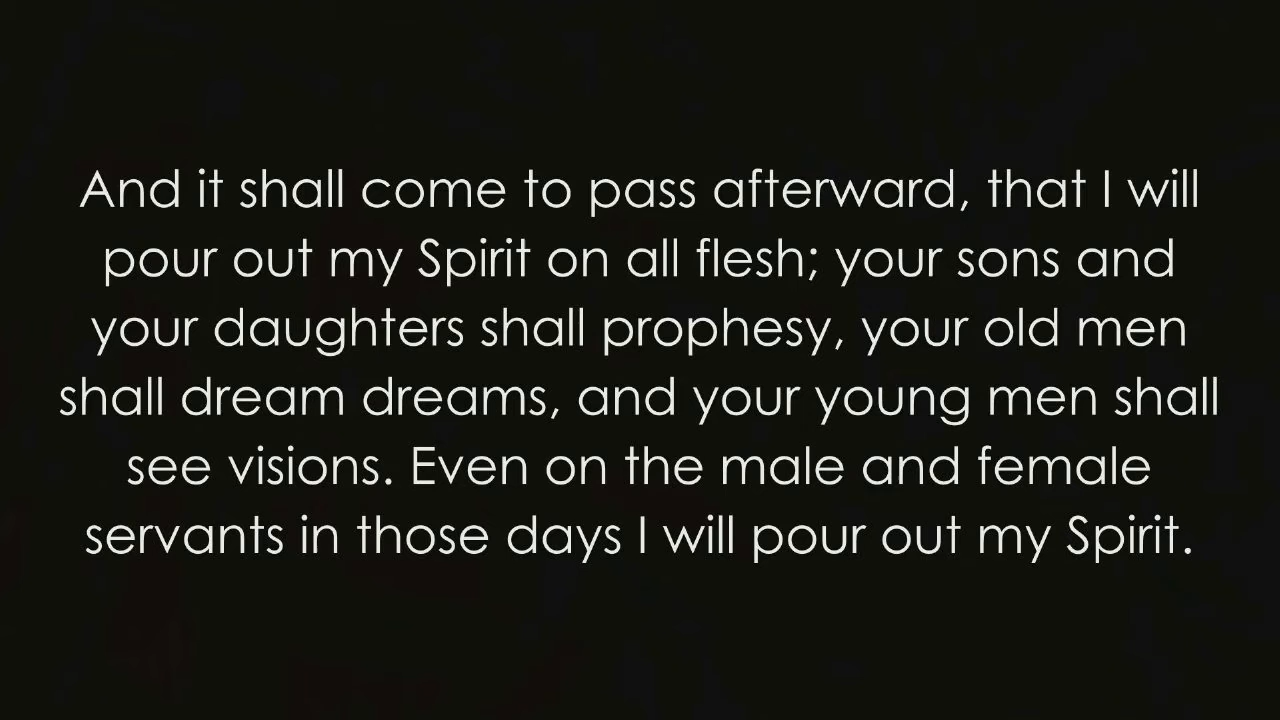 And it shall come to pass afterward, that I will
pour out my Spirit on all flesh; your sons and
your daughters shall prophesy, your old men
shall dream dreams, and your young men shall
see visions. Even on the male and female
servants in those days I will pour out my Spirit.